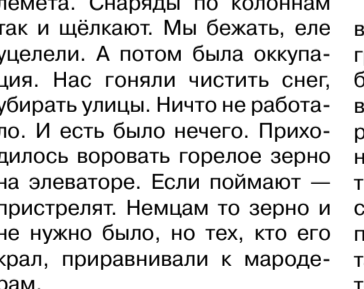 лемета. Снаряды по колоннам
так и щёлкают. Мы бежать, еле
уцелели. А потом была оккупа-
ция. Нас гоняли чистить снег,
убирать улицы. Ничто не работа-
ло. И есть было нечего. Прихо-
дилось воровать горелое зерно
на элеваторе. Если поймают —
пристрелят. Немцам то зерно и
не нужно было, но тех, кто его
крал, приравнивали к мароде-
рам.